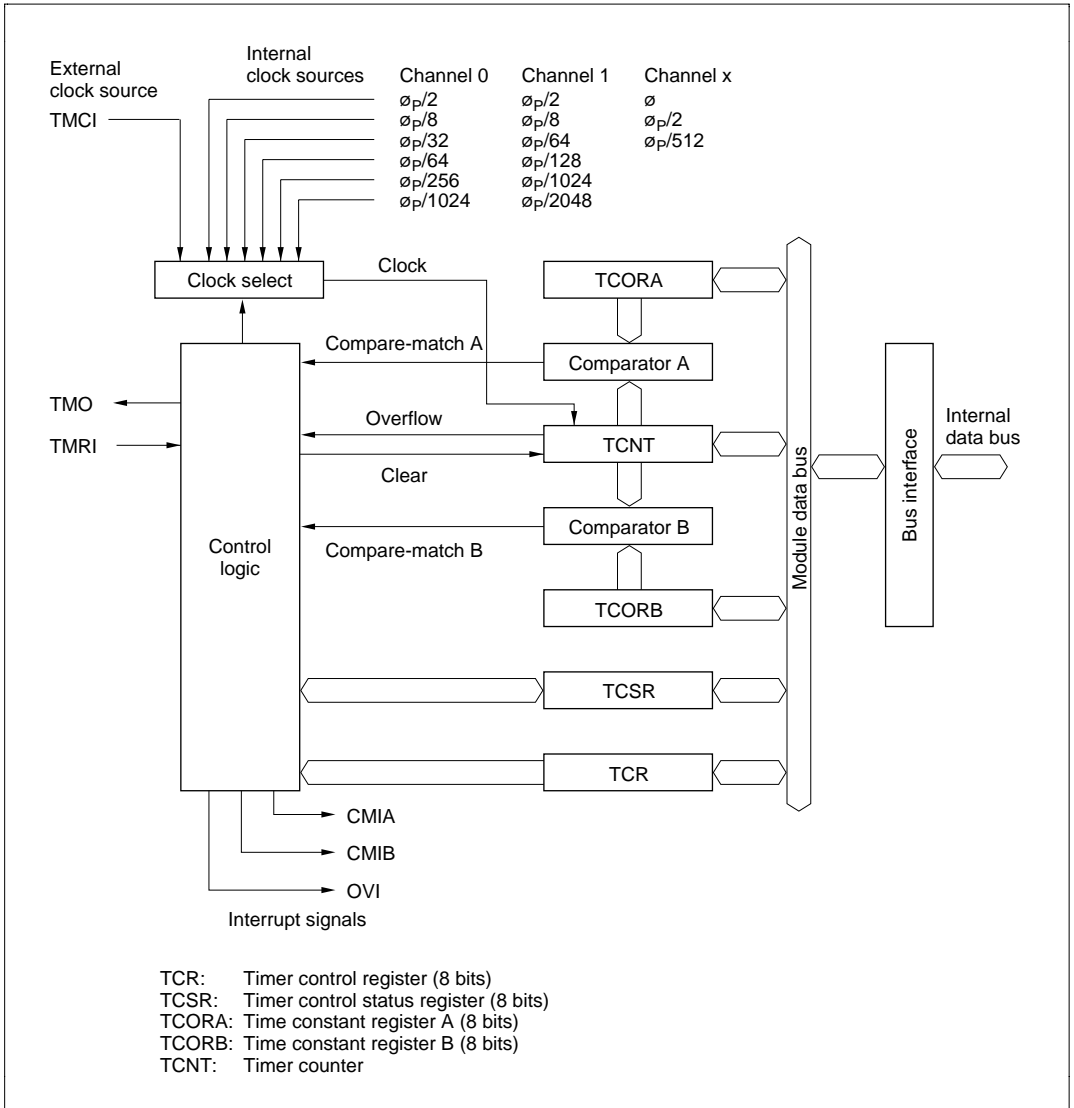 External
clock source
TMCI
Internal
clock sources
Channel 0 Channel 1 Channel x
øP/2 øP/2 ø
øP/8 øP/8 øP/2
øP/32 øP/64 øP/512
øP/64 øP/128
øP/256 øP/1024
øP/1024 øP/2048
Clock select
Clock
TCORA
Compare-match A
Comparator A
TMO
TMRI
Overflow
TCNT
Clear
Comparator B
Compare-match B
Control
logic
TCORB
TCSR
TCR
Module data bus
Bus interface
Internal
data bus
CMIA
CMIB
OVI
Interrupt signals
TCR: Timer control register (8 bits)
TCSR: Timer control status register (8 bits)
TCORA: Time constant register A (8 bits)
TCORB: Time constant register B (8 bits)
TCNT: Timer counter